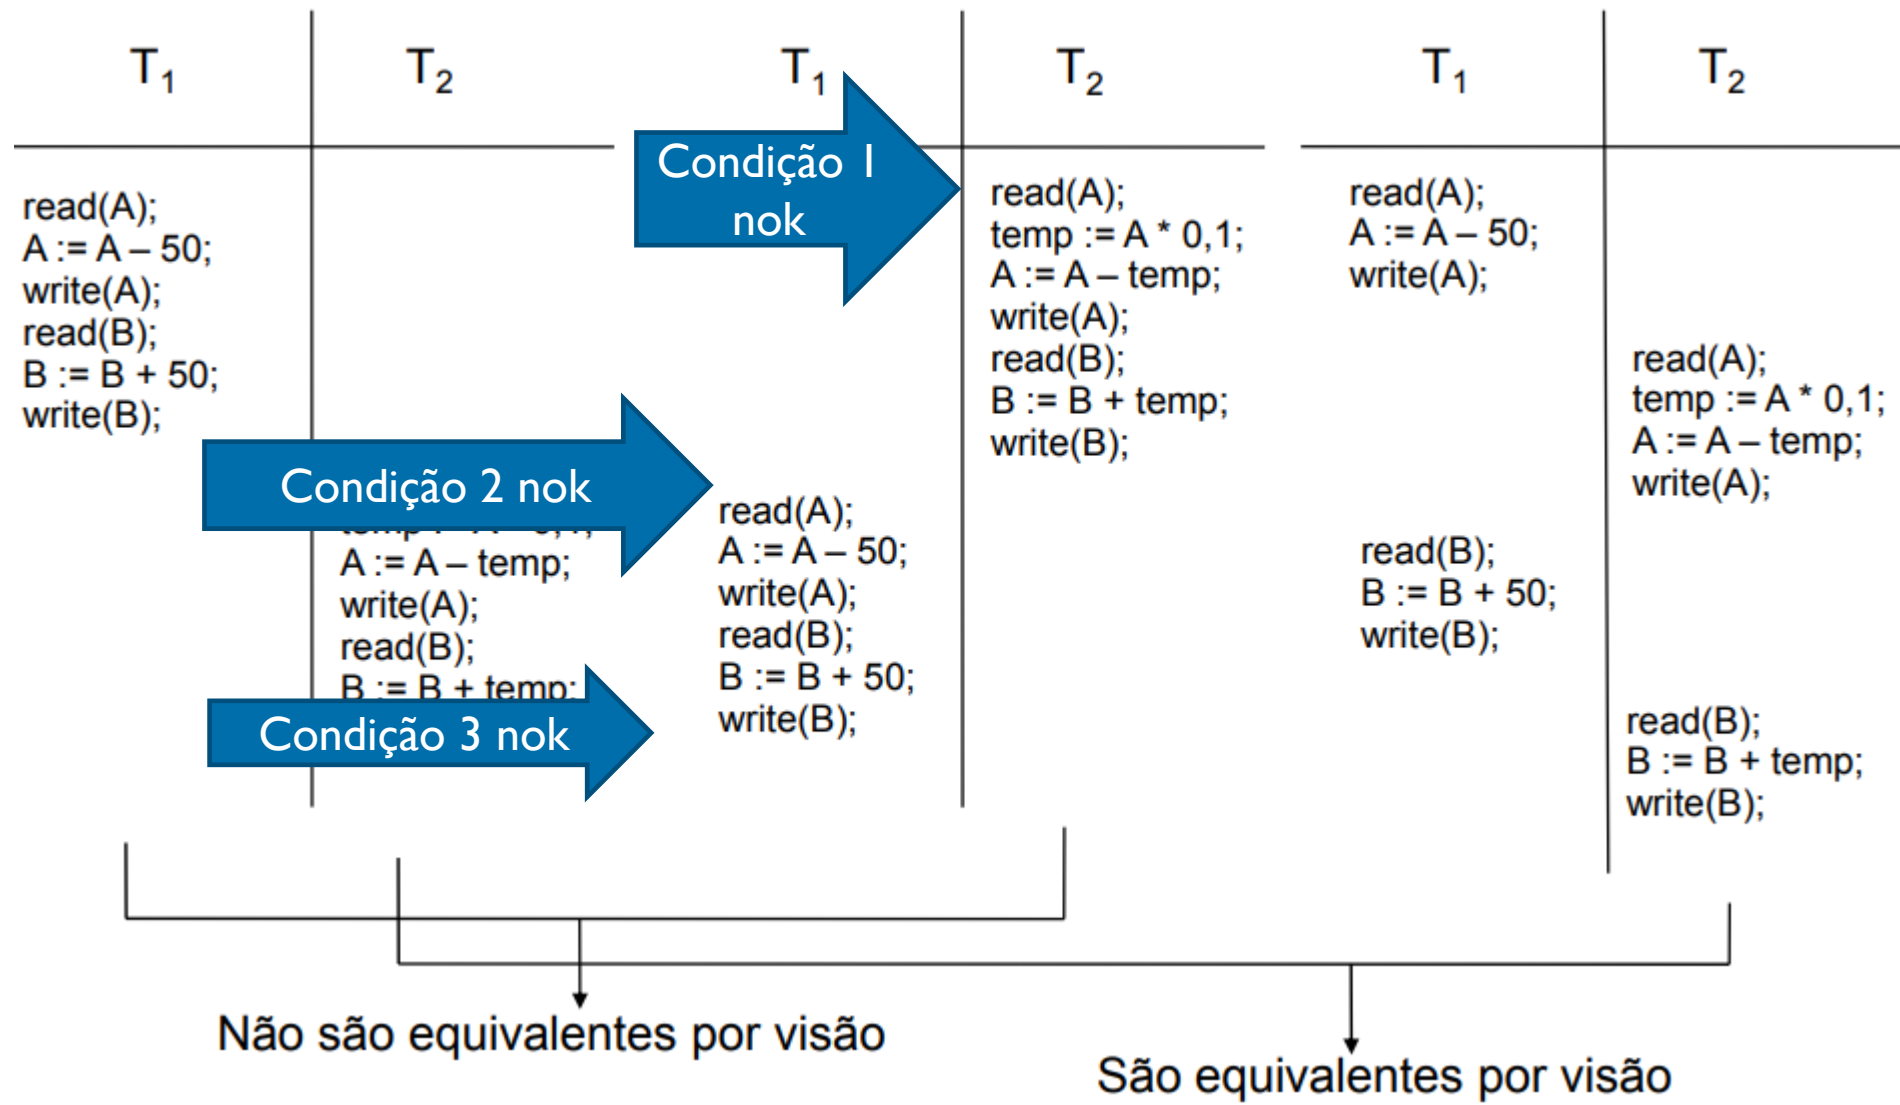 T1
T2
read(A);
A := A – 50;
write(A);
read(B);
B := B + 50;
write(B);
A := A – temp;
write(A);
read(B);
B := B + temp;
T1
T2
Condição 1
nok
read(A);
temp := A * 0,1;
A := A – temp;
write(A);
read(B);
B := B + temp;
write(B);
Condição 2 nok
read(A);
A := A – 50;
write(A);
read(B);
B := B + 50;
write(B);
Condição 3 nok
T1
T2
read(A);
A := A – 50;
write(A);
read(A);
temp := A * 0,1;
A := A – temp;
write(A);
read(B);
B := B + 50;
write(B);
read(B);
B := B + temp;
write(B);
Não são equivalentes por visão
São equivalentes por visão